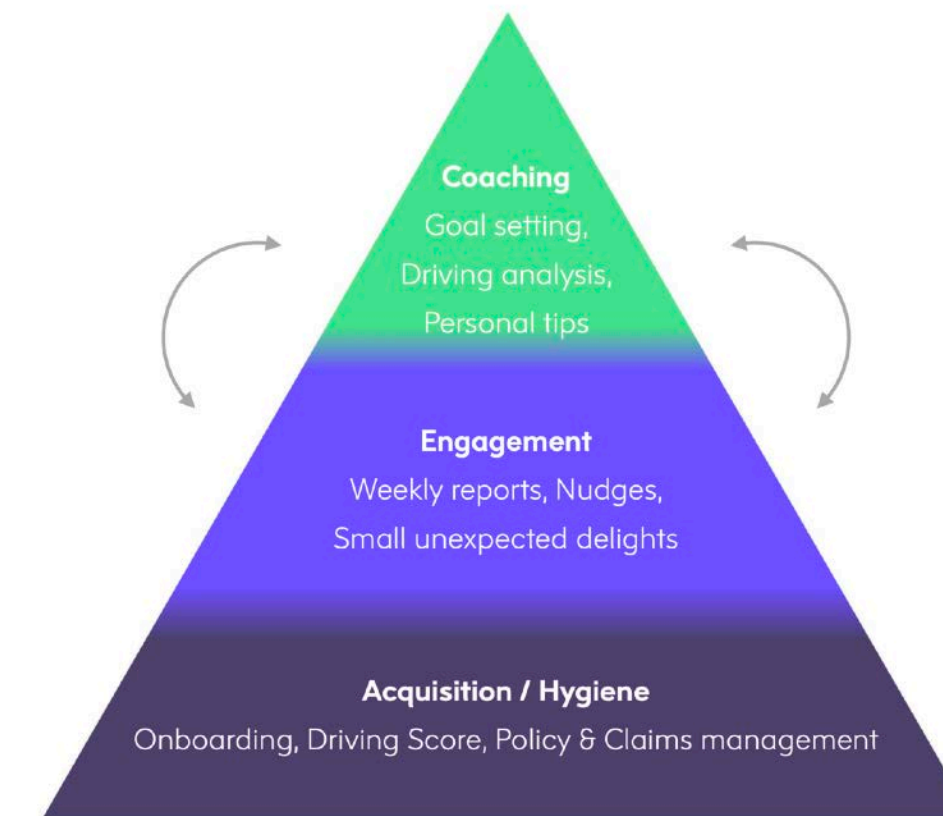 Coaching
Goal setting,
Driving analysis,
Personal tips
Engagement
Weekly reports, Nudges,
Small unexpected delights
Acquisition / Hygiene
Onboarding, Driving Score, Policy & Claims management